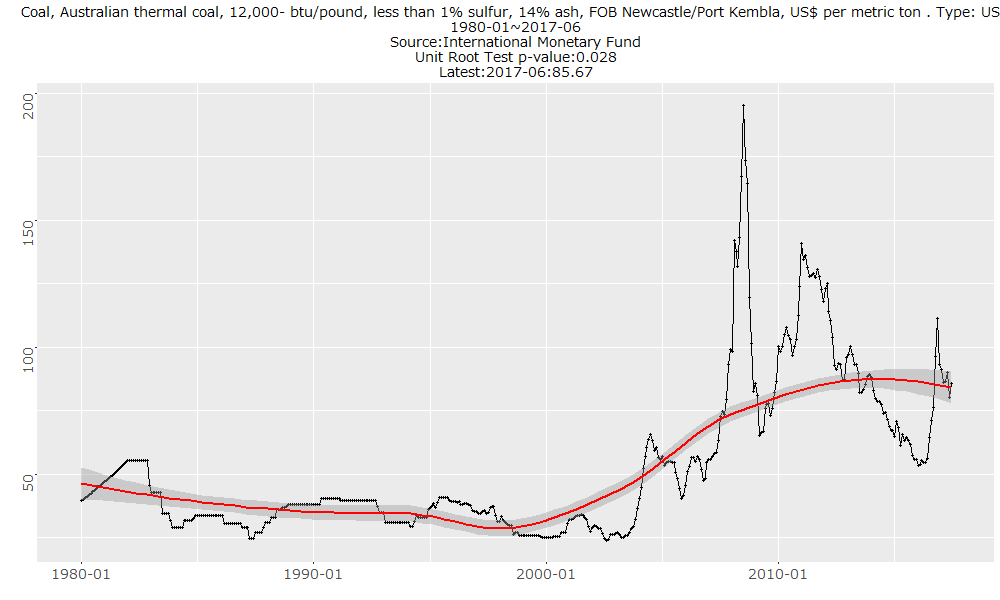 Coal, Australian thermal coal, 12,000- btu/pound, less than 1% sulfur, 14% ash, FOB Newcastle/Port Kembla, US$ per metric ton . Type: US
1980-01~2017-06
Source:International Monetary Fund
Unit Root Test p-value:0.028
Latest:2017-06:85.67
200
150
100
50
1980-01
1990-01
2000-01
2010-01